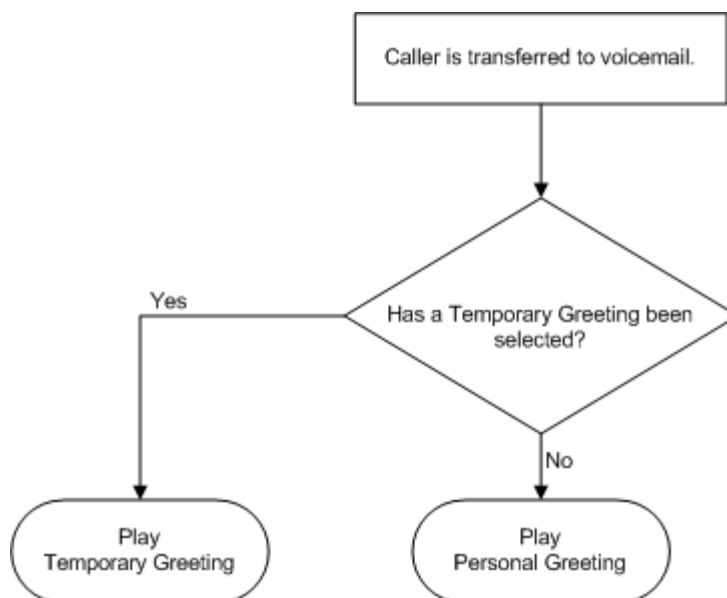 Caller is transferred to voicemail.
Has a Temporary Greeting been
selected?
Yes
No
Play
Temporary Greeting
Play
Personal Greeting